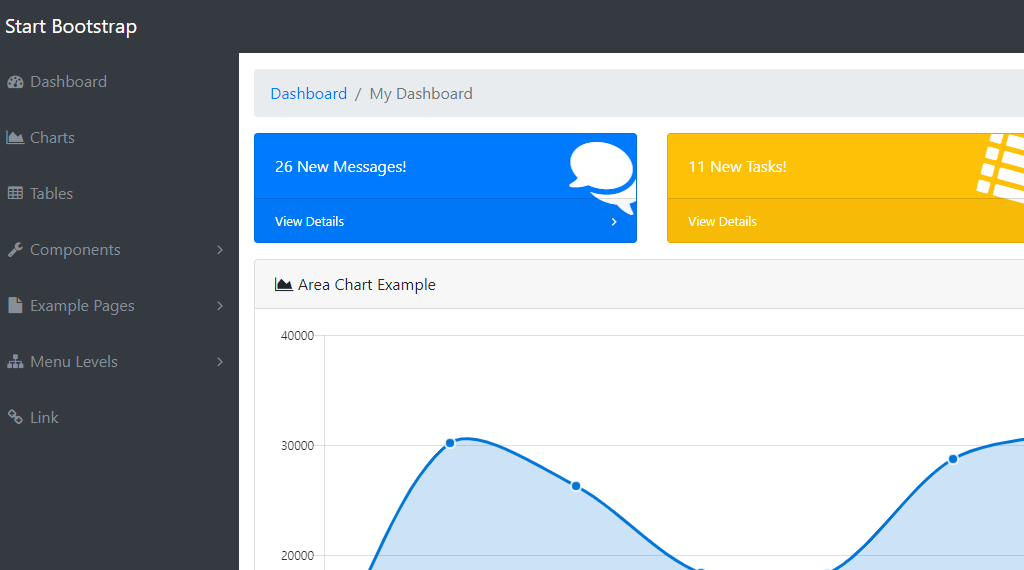 Start Bootstrap
Dashboard
Charts
Tables
Components
Example Pages
Menu Levels
Link
Dashboard / My Dashboard
26 New Messages!
View Details
11 New Tasks!
View Details
Area Chart Example
40000
30000
20000